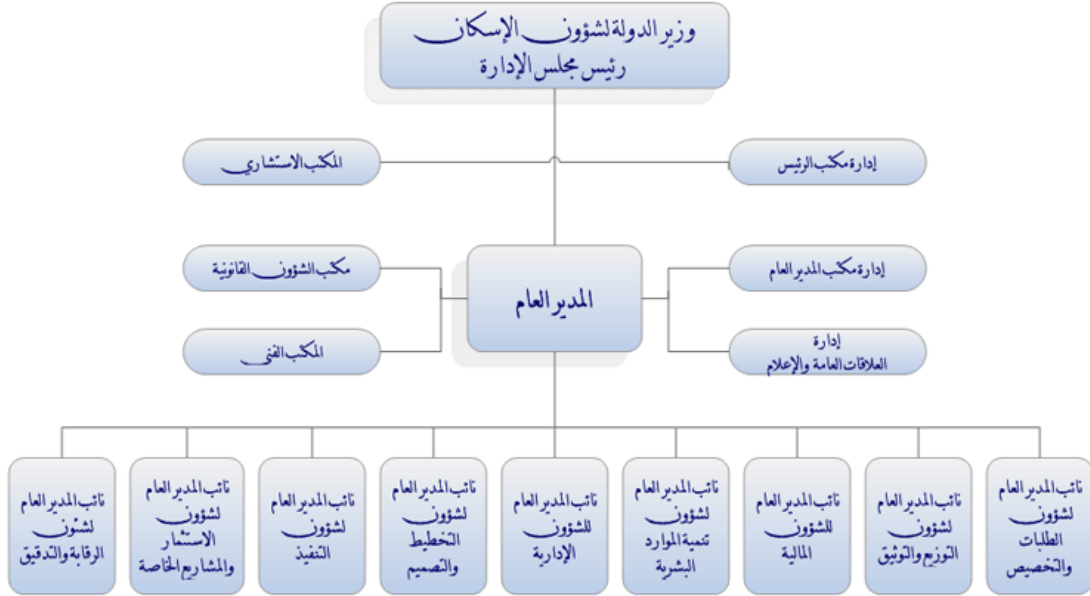 وزير الدولة لشؤون الإسكان
رئيس مجلس الإدارة
إدارة مكتب الرئيس
المكتب الاستشاري
إدارة مكتب المدير العام
مكتب الشؤون القانونية
المدير العام
إدارة
العلاقات العامة والإعلام
المكتب الفني
نائب المدير العام
لشؤون
الطلبات
والتخصيص
نائب المدير العام
لشؤون
التوزيع والتوثيق
نائب المدير العام
للشؤون
المالية
نائب المدير العام
لشؤون
تنمية الموارد
البشرية
نائب المدير العام
للشؤون
الإدارية
نائب المدير العام
لشؤون
التخطيط
والتصميم
نائب المدير العام
لشؤون
التنفيذ
نائب المدير العام
لشؤون
الاستثمار
والمشاريع الخاصة
نائب المدير العام
لشئون
الرقابة والتدقيق